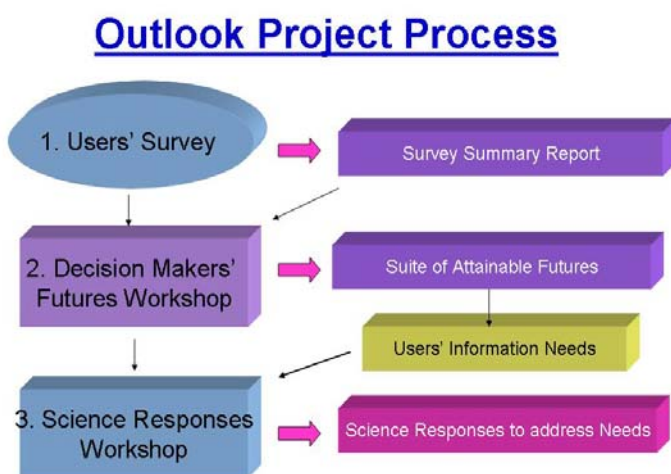 Outlook Project Process
1. Users' Survey
Survey Summary Report
2. Decision Makers'
Futures Workshop
Suite of Attainable Futures
Users' Information Needs
3. Science Responses
Workshop
Science Responses to address Needs